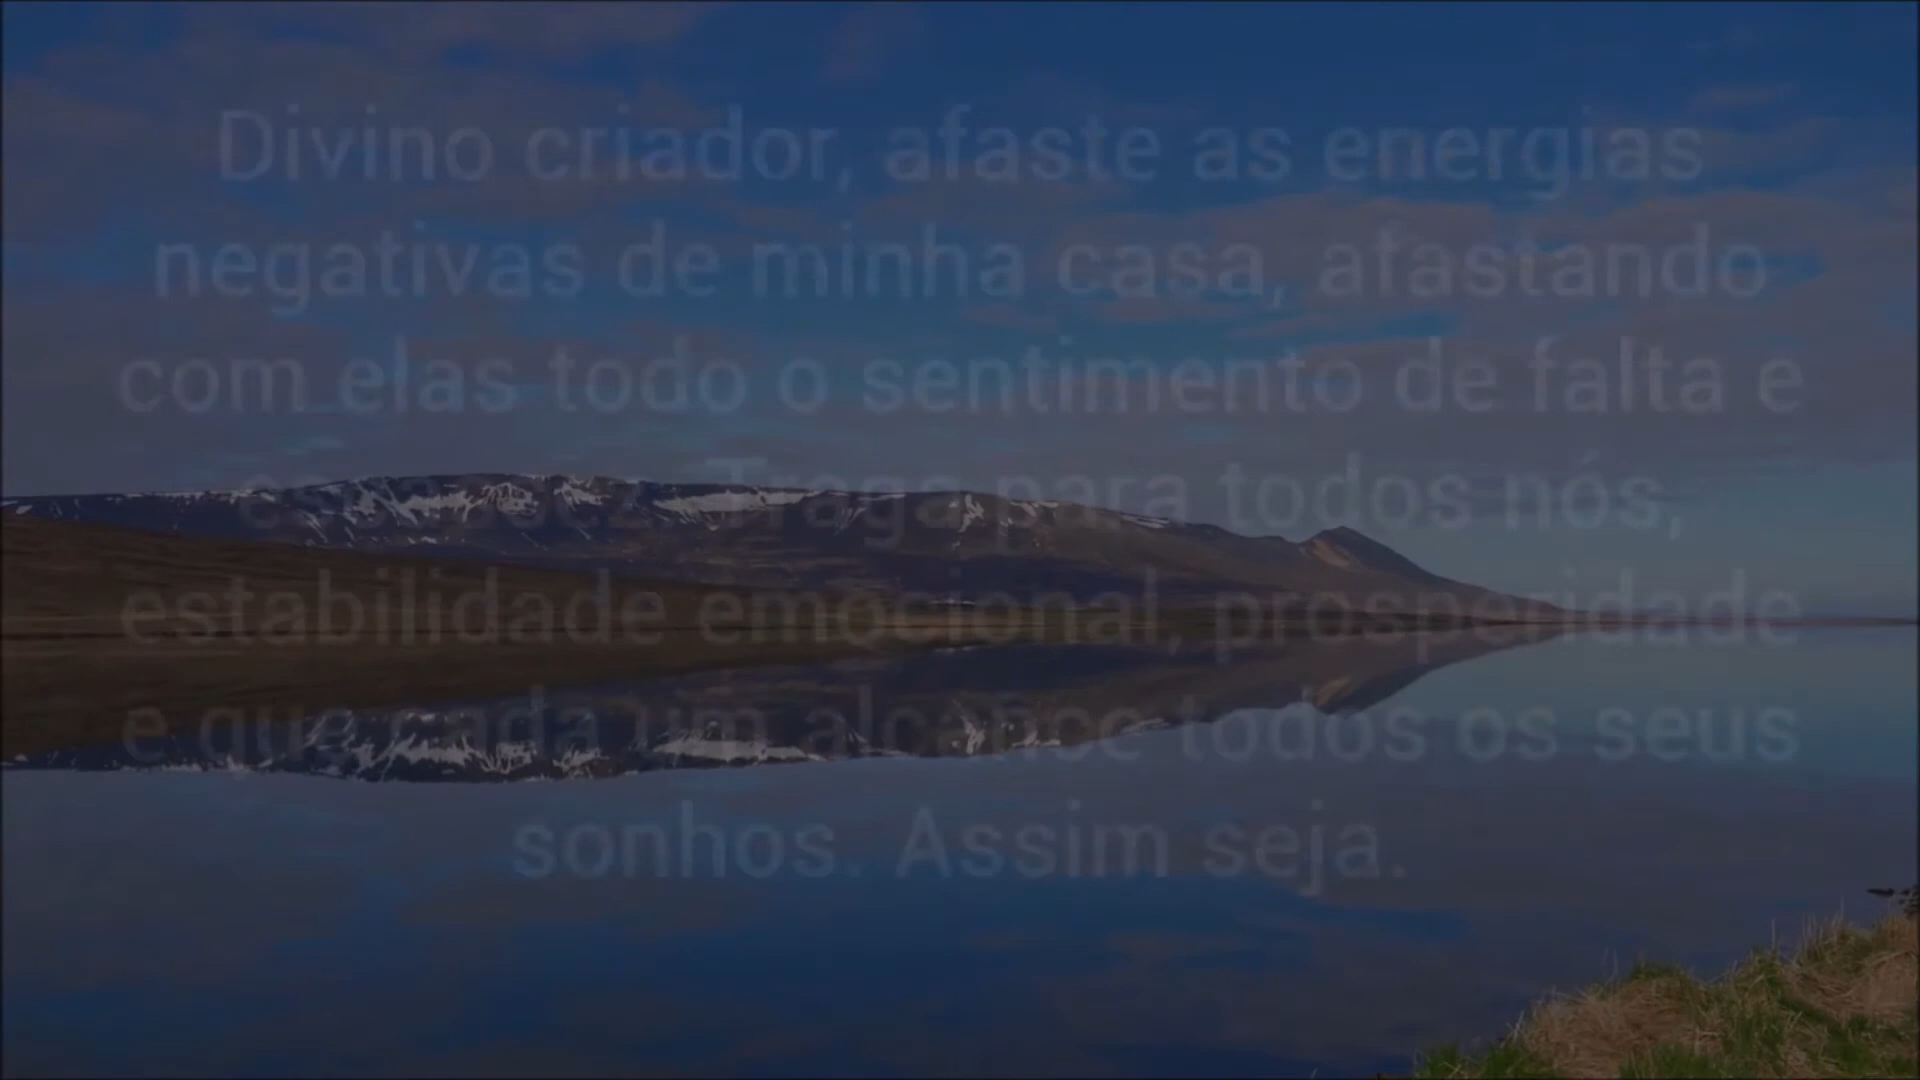 Divino criador, afaste as energias
negativas de minha casa, afastando
com elas todo o sentimento de falta e
escassez. Traga para todos nós,
estabilidade emocional, prosperidade
e que cada um alcance todos os seus
sonhos. Assim seja.